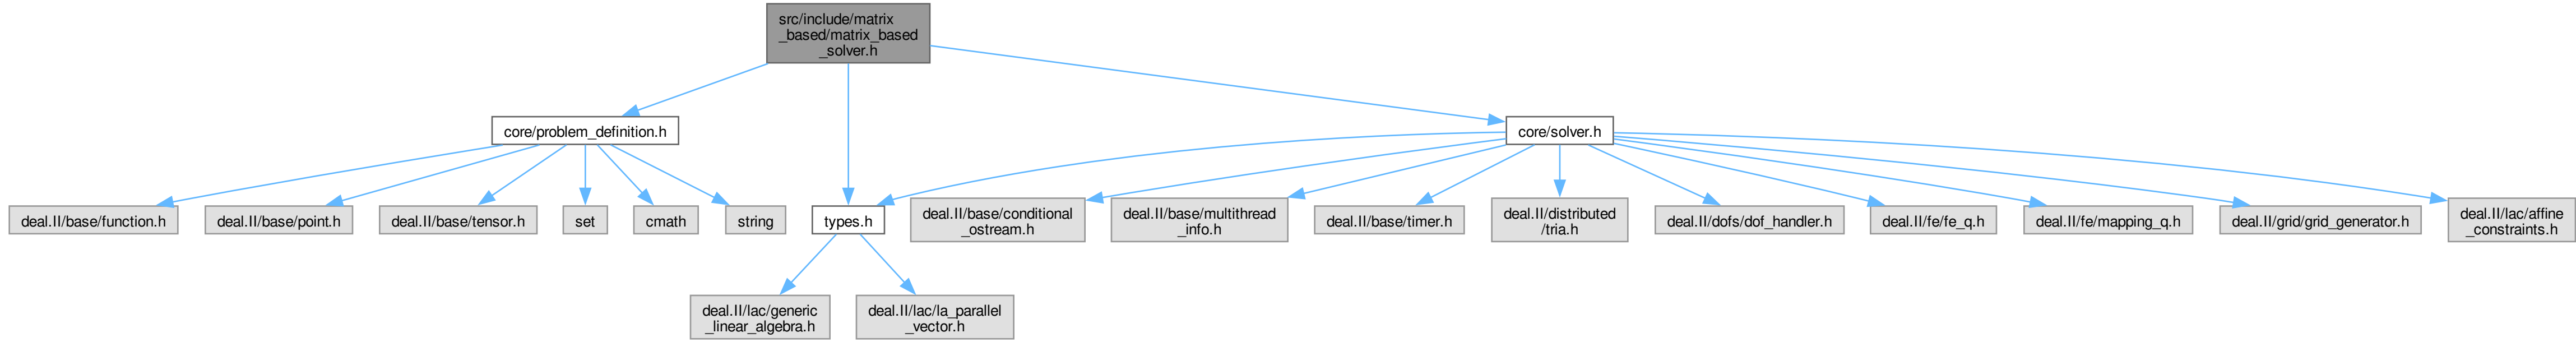 src/include/matrix
_based/matrix_based
_solver.h
core/problem_definition.h
core/solver.h
deal.II/base/function.h
deal.II/base/point.h
deal.II/base/tensor.h
set
cmath
string
types.h
deal.II/base/conditional
_ostream.h
deal.II/base/multithread
_info.h
deal.II/base/timer.h
deal.II/distributed
/tria.h
deal.II/dofs/dof_handler.h
deal.II/fe/fe_q.h
deal.II/fe/mapping_q.h
deal.II/grid/grid_generator.h
deal.II/lac/affine
_constraints.h
deal.II/lac/generic
_linear_algebra.h
deal.II/lac/la_parallel
_vector.h